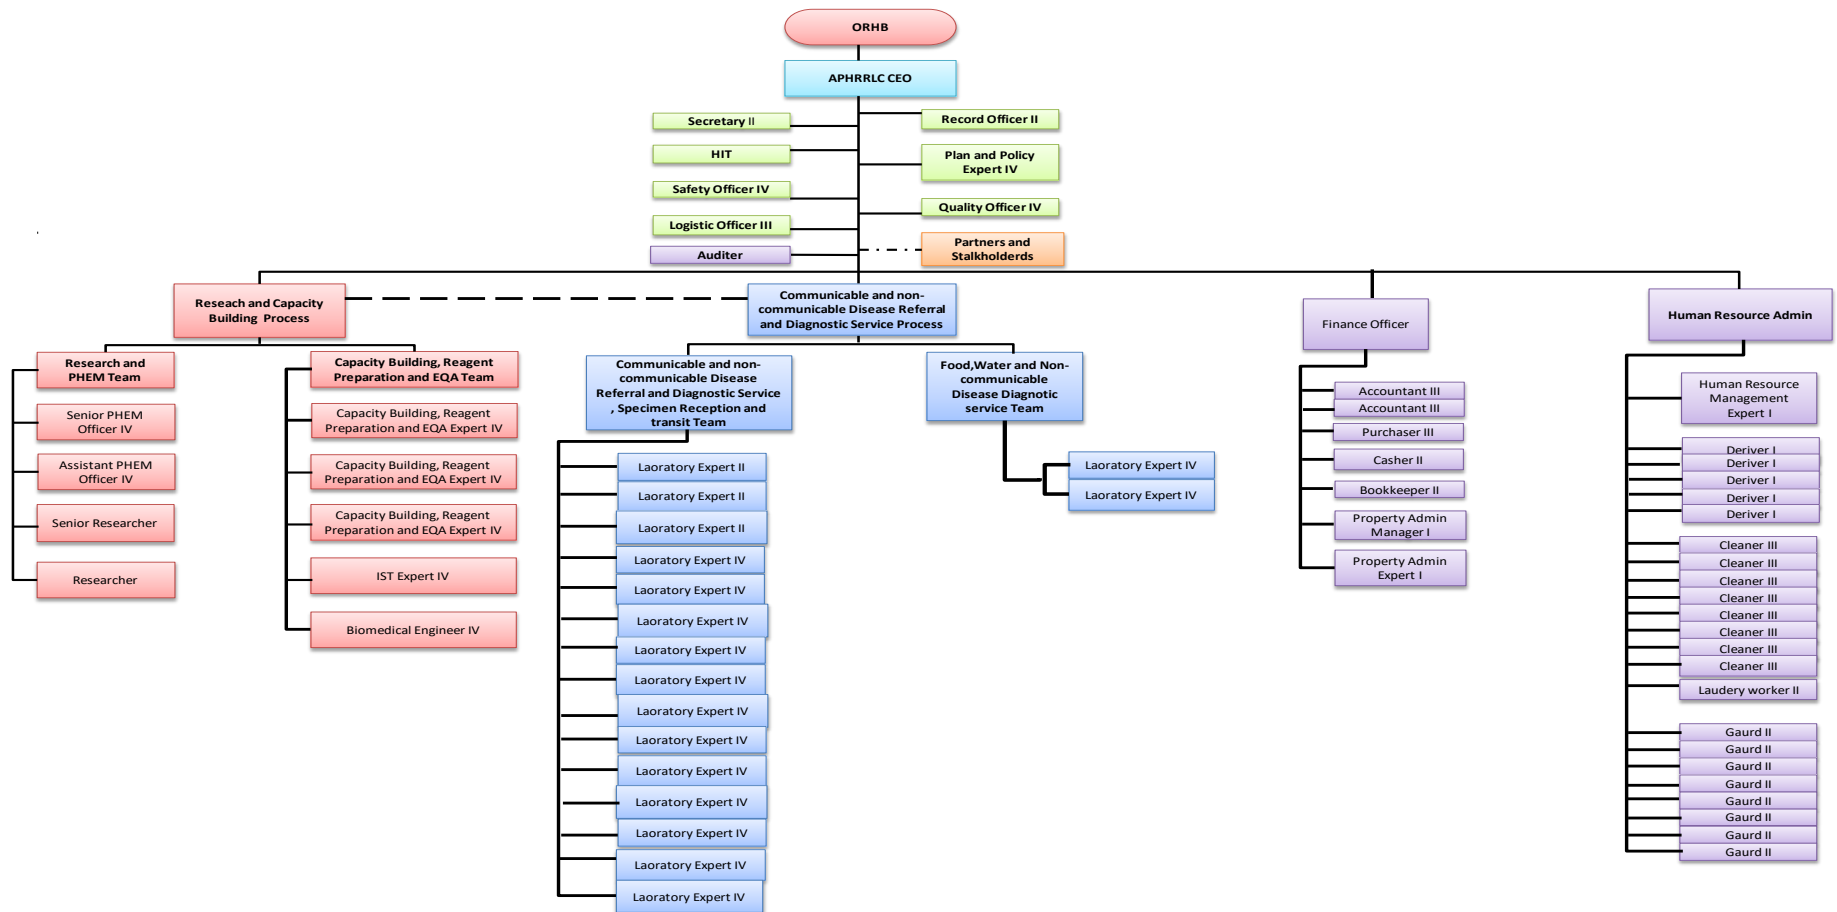 ORHB
APHRRLC CEO
Secretary II
Record Officer II
HIT
Plan and Policy
Expert IV
Safety Officer IV
Quality Officer IV
Logistic Officer III
Auditer
Partners and
Stalkholderds
Reseach and Capacity
Building Process
Communicable and non-
communicable Disease Referral
and Diagnostic Service Process
Finance Officer
Human Resource Admin
Research and
PHEM Team
Senior PHEM
Officer IV
Assistant PHEM
Officer IV
Senior Researcher
Researcher
Capacity Building, Reagent
Preparation and EQA Team
Capacity Building, Reagent
Preparation and EQA Expert IV
Capacity Building, Reagent
Preparation and EQA Expert IV
Capacity Building, Reagent
Preparation and EQA Expert IV
IST Expert IV
Biomedical Engineer IV
Communicable and non-
communicable Disease
Referral and Diagnostic Service
, Specimen Reception and
transit Team
Laoratory Expert II
Laoratory Expert II
Laoratory Expert II
Laoratory Expert IV
Laoratory Expert IV
Laoratory Expert IV
Laoratory Expert IV
Laoratory Expert IV
Laoratory Expert IV
Laoratory Expert IV
Laoratory Expert IV
Laoratory Expert IV
Laoratory Expert IV
Laoratory Expert IV
Laoratory Expert IV
Food,Water and Non-
communicable
Disease Diagnotic
service Team
Laoratory Expert IV
Laoratory Expert IV
Accountant III
Accountant III
Purchaser III
Casher II
Bookkeeper II
Property Admin
Manager I
Property Admin
Expert I
Human Resource
Management
Expert I
Deriver I
Deriver I
Deriver I
Deriver I
Deriver I
Cleaner III
Cleaner III
Cleaner III
Cleaner III
Cleaner III
Cleaner III
Cleaner III
Cleaner III
Laudery worker II
Gaurd II
Gaurd II
Gaurd II
Gaurd II
Gaurd II
Gaurd II
Gaurd II
Gaurd II